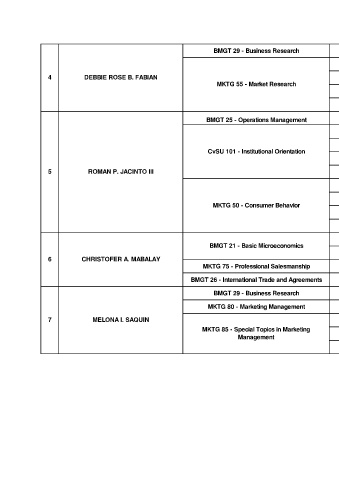 BMGT 29 - Business Research
4
DEBBIE ROSE B. FABIAN
MKTG 55 - Market Research
BMGT 25 - Operations Management
CvSU 101 - Institutional Orientation
5
ROMAN P. JACINTO III
MKTG 50 - Consumer Behavior
BMGT 21 - Basic Microeconomics
6
CHRISTOFER A. MABALAY
MKTG 75 - Professional Salesmanship
BMGT 26 - International Trade and Agreements
BMGT 29 - Business Research
MKTG 80 - Marketing Management
7
MELONA I. SAQUIN
MKTG 85 - Special Topics in Marketing
Management